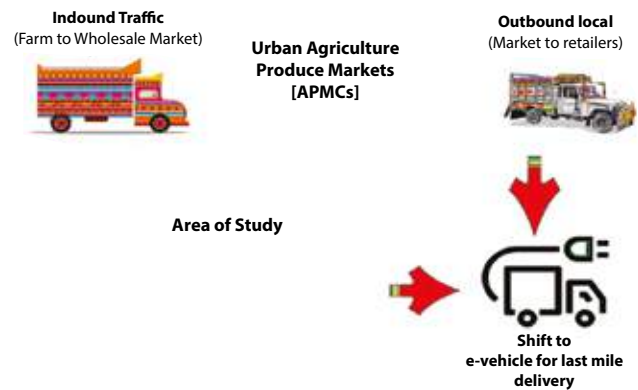 Indound Traffic
(Farm to Wholesale Market)
Urban Agriculture
Produce Markets
[APMCs]
Outbound local
(Market to retailers)
Area of Study
Shift to
e-vehicle for last mile
delivery